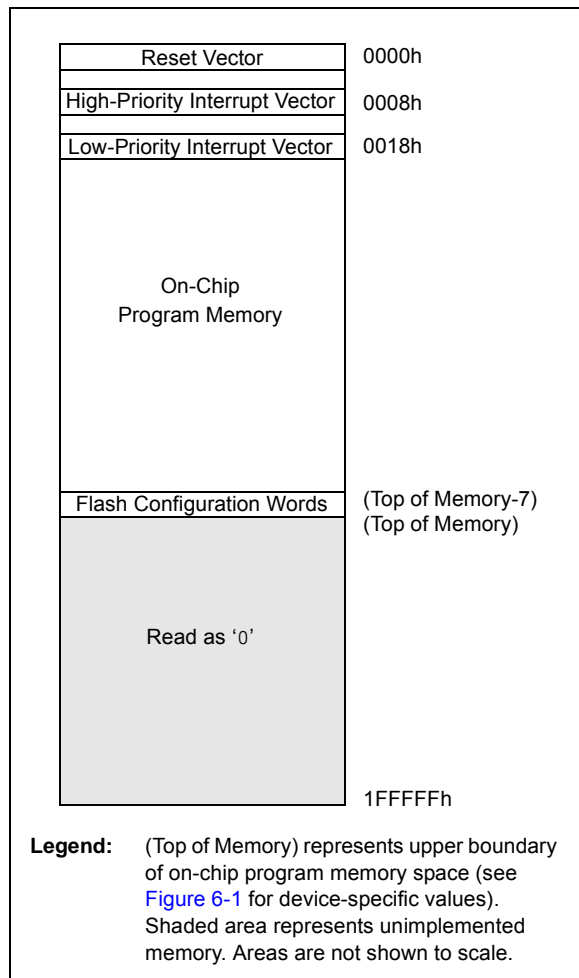 Reset Vector 0000h
High-Priority Interrupt Vector 0008h
Low-Priority Interrupt Vector 0018h
On-Chip
Program Memory
Flash Configuration Words (Top of Memory-7)
(Top of Memory)
Read as ‘0’
1FFFFFh
Legend: (Top of Memory) represents upper boundary
of on-chip program memory space (see
Figure 6-1 for device-specific values).
Shaded area represents unimplemented
memory. Areas are not shown to scale.